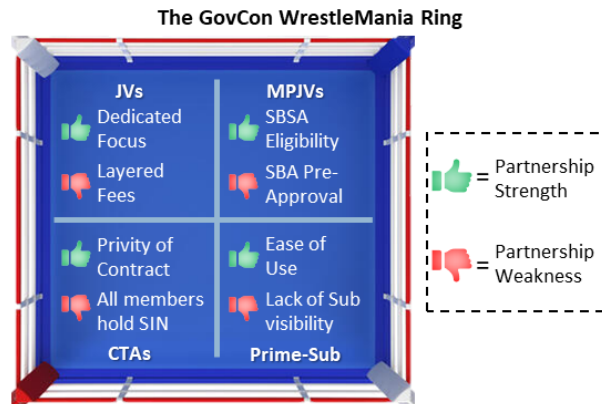 The GovCon WrestleMania Ring
JVs
Dedicated
Focus
Layered
Fees
MPJVs
SBSA
Eligibility
SBA Pre-
Approval
Privity of
Contract
All members
hold SIN
CTAs
Ease of
Use
Lack of Sub
visibility
Prime-Sub
= Partnership
Strength
= Partnership
Weakness